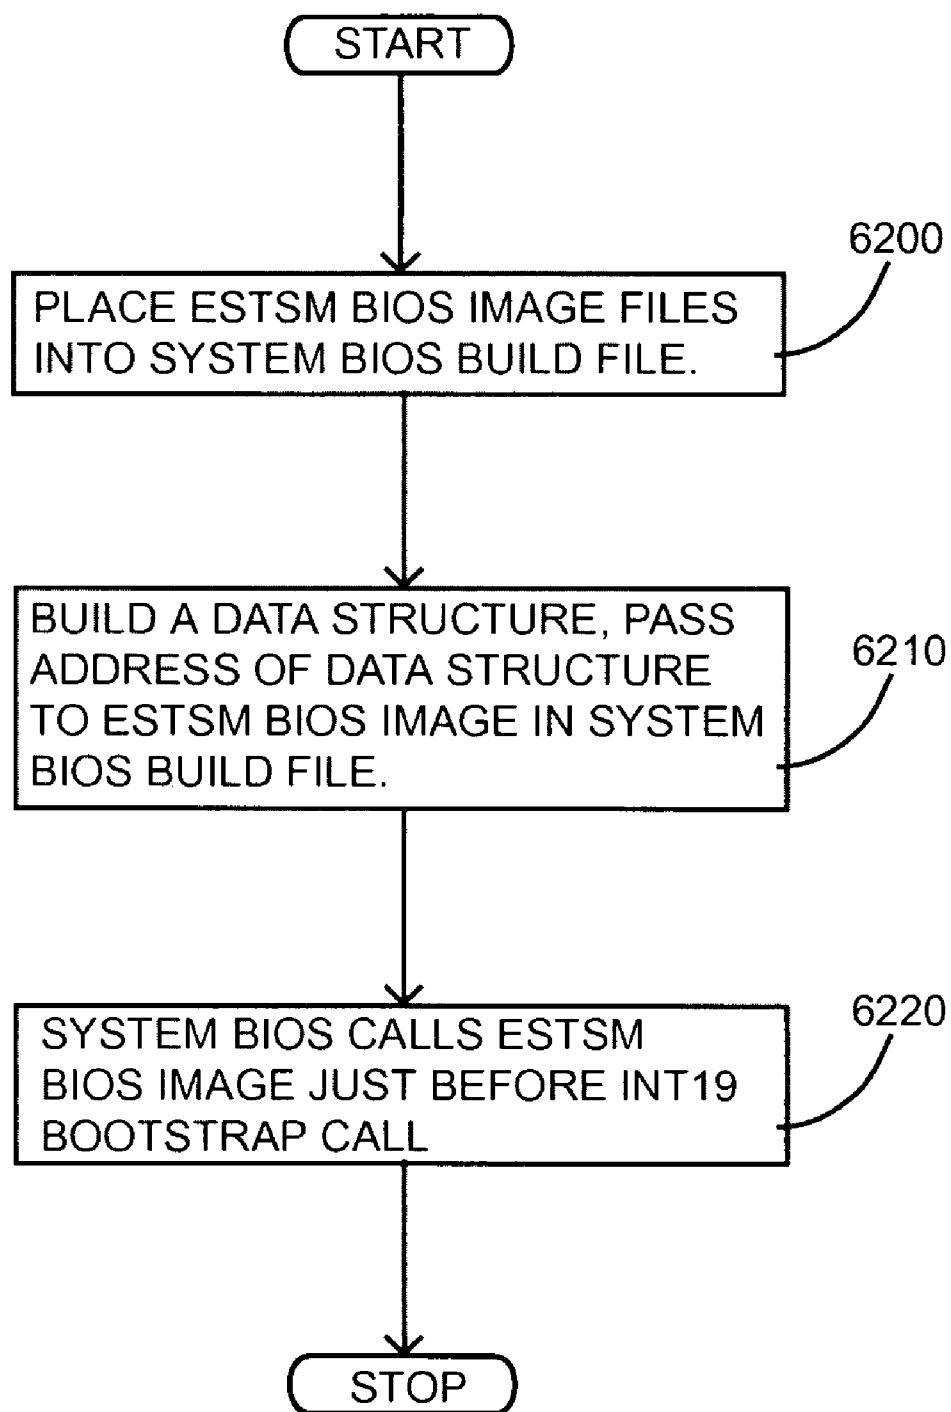 START
6200
PLACE ESTSM BIOS IMAGE FILES
INTO SYSTEM BIOS BUILD FILE.
BUILD A DATA STRUCTURE, PASS
ADDRESS OF DATA STRUCTURE
TO ESTSM BIOS IMAGE IN SYSTEM
BIOS BUILD FILE.
6210
SYSTEM BIOS CALLS ESTSM
BIOS IMAGE JUST BEFORE INT19
BOOTSTRAP CALL
6220
STOP